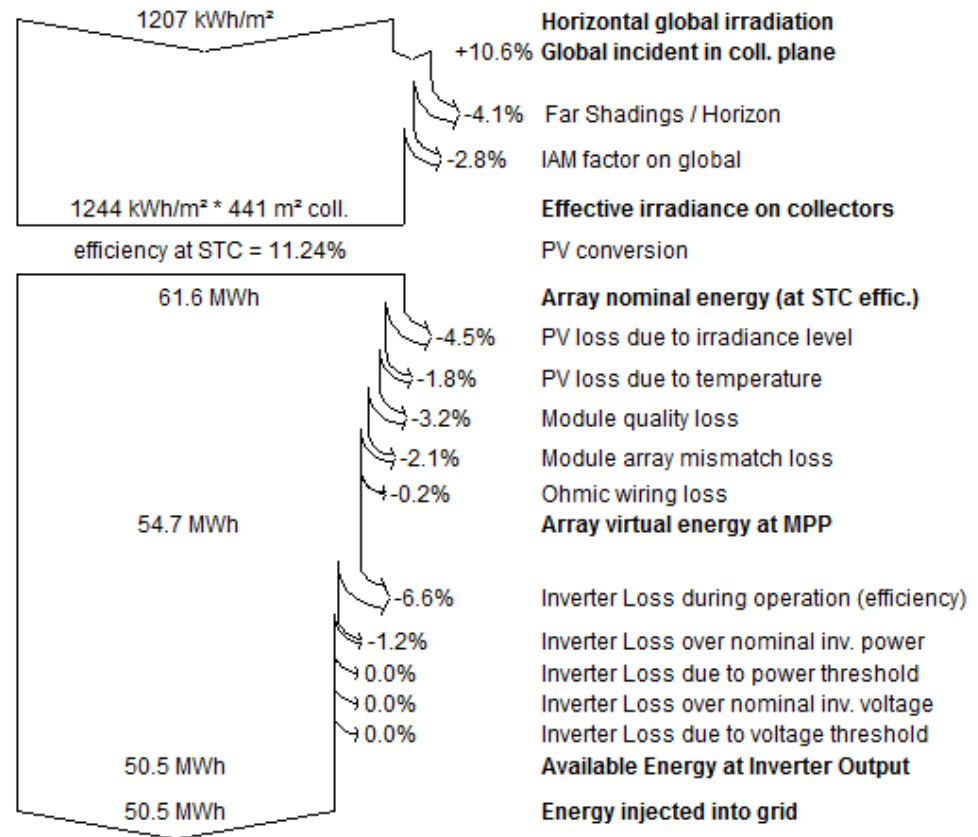 1207 kWh/m² Horizontal global irradiation
+10.6% Global incident in coll. plane
-4.1% Far Shadings / Horizon
-2.8% IAM factor on global
1244 kWh/m² * 441 m² coll. Effective irradiance on collectors
efficiency at STC = 11.24% PV conversion
61.6 MWh Array nominal energy (at STC effic.)
-4.5% PV loss due to irradiance level
-1.8% PV loss due to temperature
-3.2% Module quality loss
-2.1% Module array mismatch loss
-0.2% Ohmic wiring loss
54.7 MWh Array virtual energy at MPP
-6.6% Inverter Loss during operation (efficiency)
-1.2% Inverter Loss over nominal inv. power
0.0% Inverter Loss due to power threshold
0.0% Inverter Loss over nominal inv. voltage
0.0% Inverter Loss due to voltage threshold
50.5 MWh Available Energy at Inverter Output
50.5 MWh Energy injected into grid